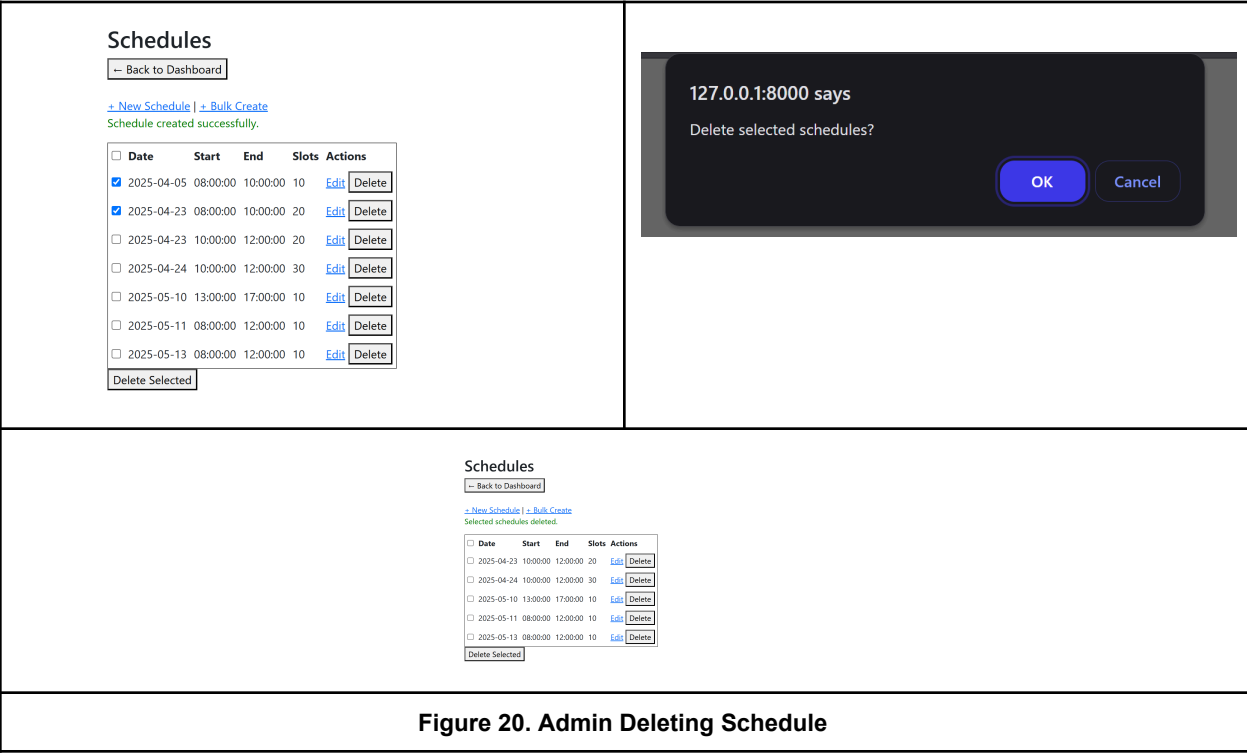 Schedules
← Back to Dashboard
+ New Schedule | + Bulk Create
Schedule created successfully.
Date Start End Slots Actions
2025-04-05 08:00:00 10:00:00 10 Edit Delete
2025-04-23 08:00:00 10:00:00 20 Edit Delete
2025-04-23 10:00:00 12:00:00 20 Edit Delete
2025-04-24 10:00:00 12:00:00 30 Edit Delete
2025-05-10 13:00:00 17:00:00 10 Edit Delete
2025-05-11 08:00:00 12:00:00 10 Edit Delete
2025-05-13 08:00:00 12:00:00 10 Edit Delete
Delete Selected
127.0.0.1:8000 says
Delete selected schedules?
OK Cancel
Schedules
← Back to Dashboard
+ New Schedule | + Bulk Create
Selected schedules deleted.
Date Start End Slots Actions
2025-04-23 10:00:00 12:00:00 20 Edit Delete
2025-04-24 10:00:00 12:00:00 30 Edit Delete
2025-05-10 13:00:00 17:00:00 10 Edit Delete
2025-05-11 08:00:00 12:00:00 10 Edit Delete
2025-05-13 08:00:00 12:00:00 10 Edit Delete
Delete Selected
Figure 20. Admin Deleting Schedule